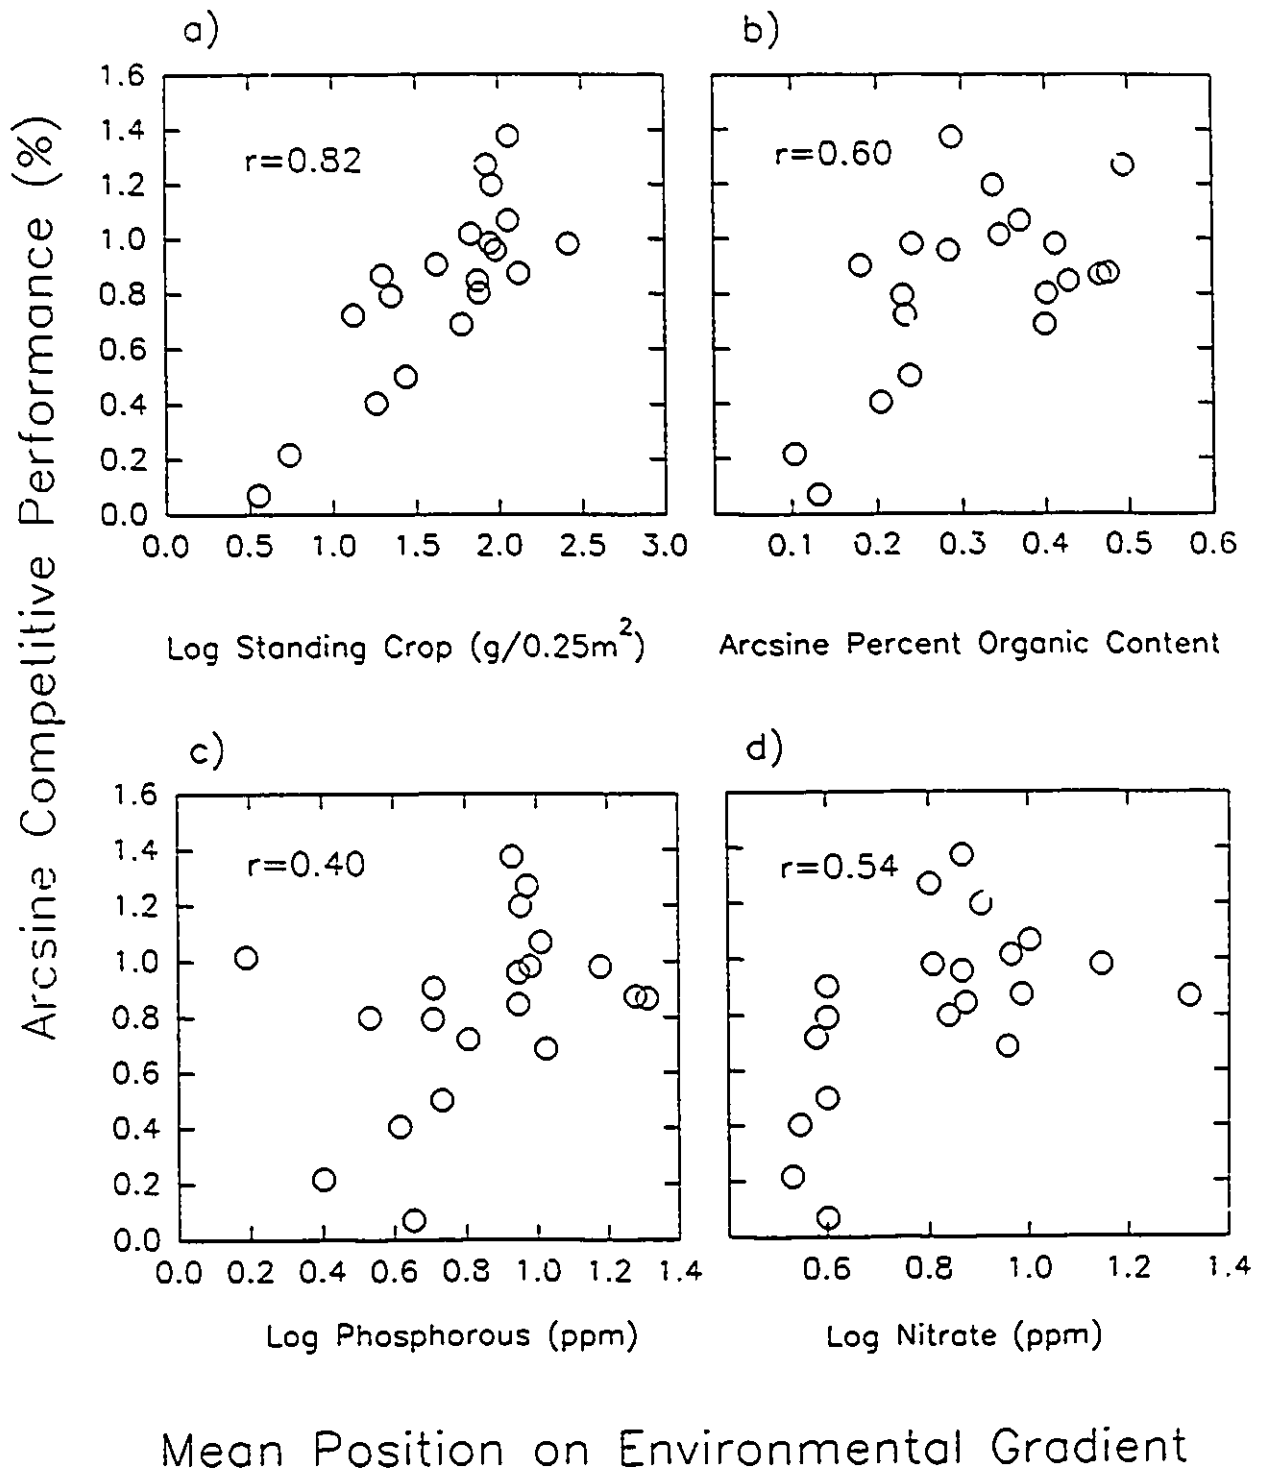 a)
b)
1.6
1.4
1.2
1.0
0.8
0.6
0.4
0.2
0.0
r=0.82
r=0.60
0.0 0.5 1.0 1.5 2.0 2.5 3.0
0.1 0.2 0.3 0.4 0.5 0.6
Log Standing Crop (g/0.25m²)
Arcsine Percent Organic Content
Arcsine Competitive Performance (%)
c)
d)
1.6
1.4
1.2
1.0
0.8
0.6
0.4
0.2
0.0
r=0.40
r=0.54
0.0 0.2 0.4 0.6 0.8 1.0 1.2 1.4
0.6 0.8 1.0 1.2 1.4
Log Phosphorous (ppm)
Log Nitrate (ppm)
Mean Position on Environmental Gradient